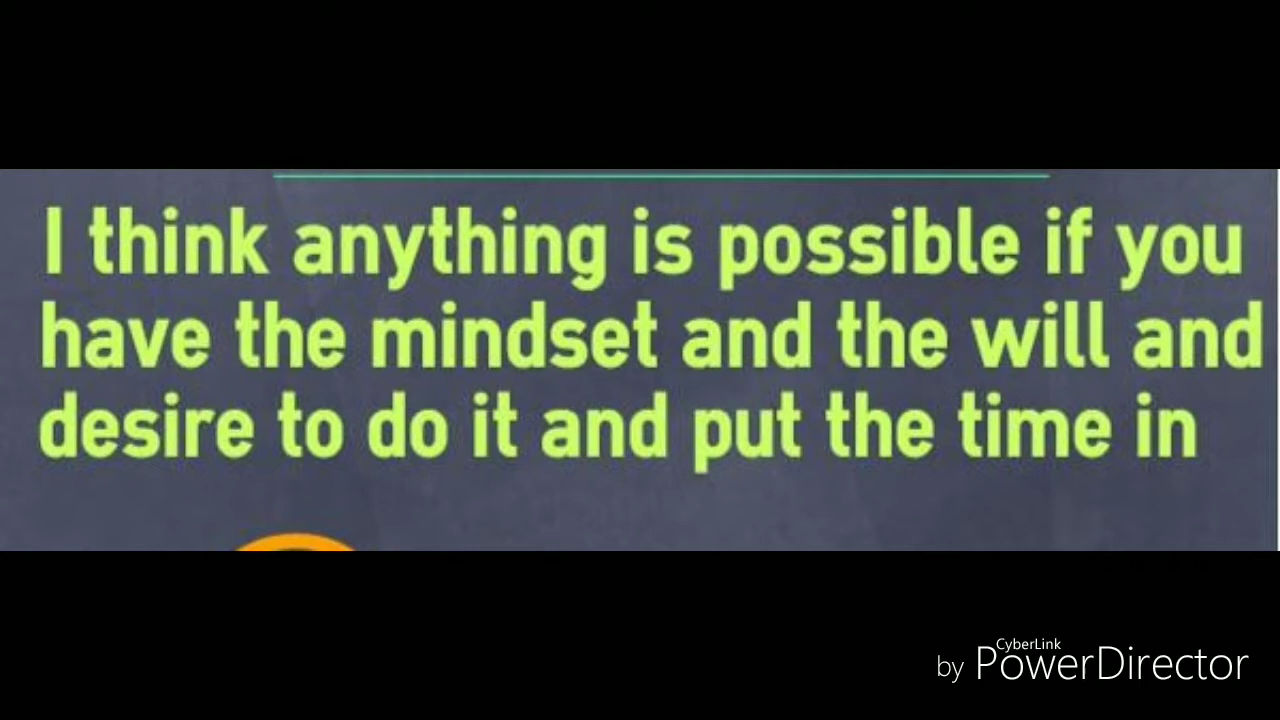 I think anything is possible if you
have the mindset and the will and
desire to do it and put the time in
CyberLink
by PowerDirector